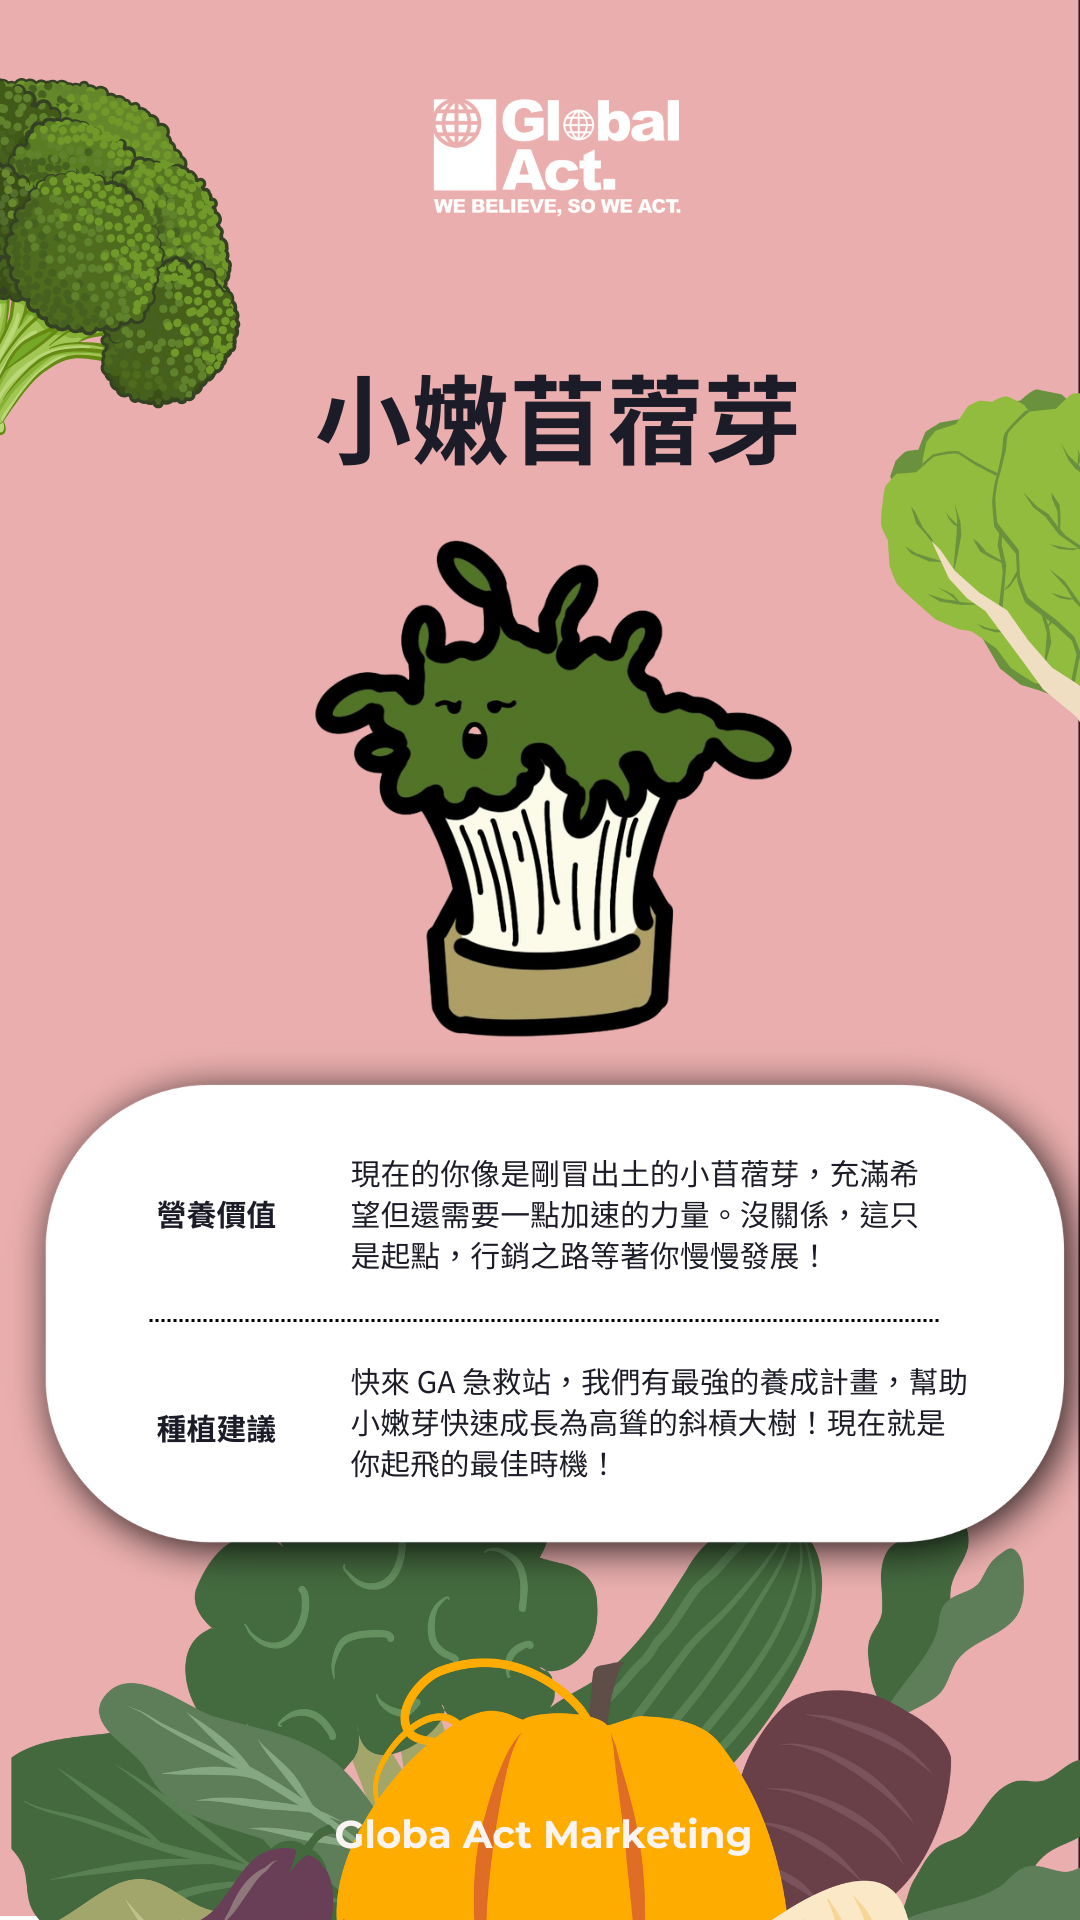 Global
Act.
WE BELIEVE, SO WE ACT.
小嫩苜蓿芽
營養價值
現在的你像是剛冒出土的小苜蓿芽，充滿希
望但還需要一點加速的力量。沒關係，這只
是起點，行銷之路等著你慢慢發展！
種植建議
快來 GA 急救站，我們有最強的養成計畫，幫助
小嫩芽快速成長為高聳的斜槓大樹！現在就是
你起飛的最佳時機！
Globa Act Marketing